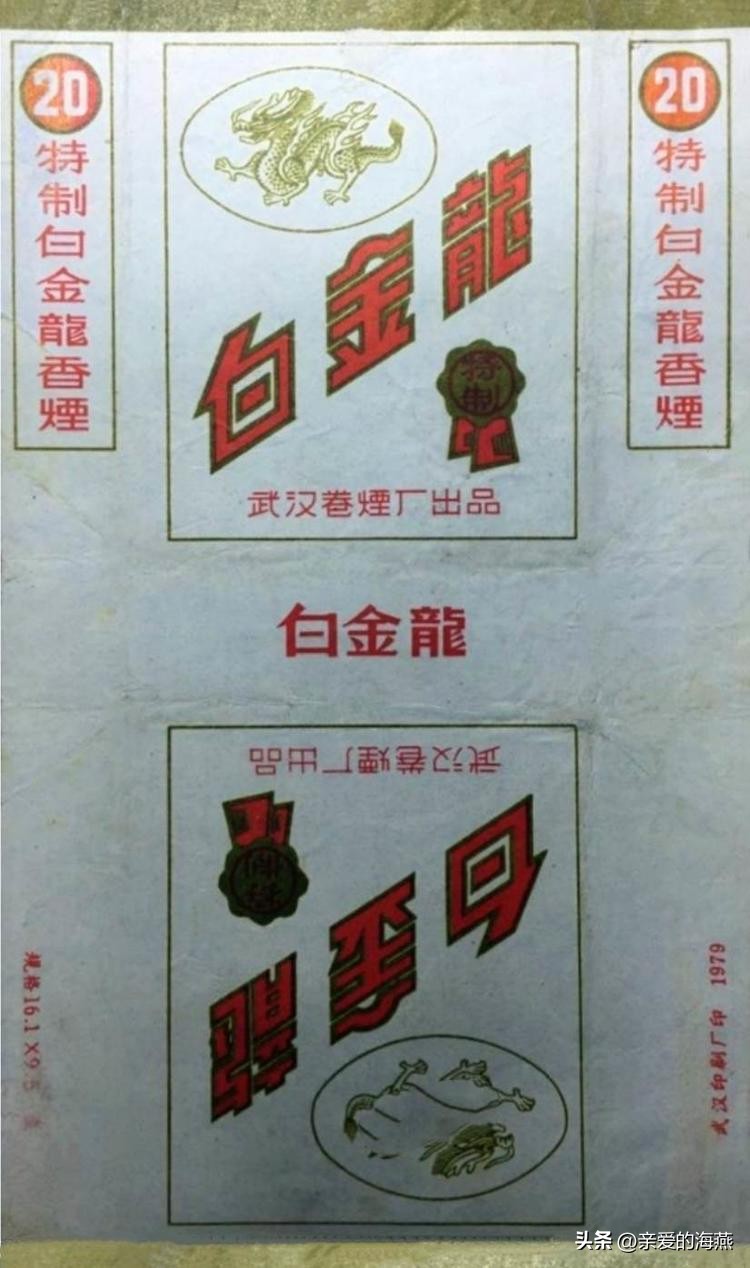 20
特制白金龍香煙
白金龍
特制
武汉卷煙厂出品
20
特制白金龍香煙
白金龍
武汉卷煙厂出品
特制
白金龍
规格16.1×9.5
武汉印刷厂印 1979
头条 @亲爱的海燕